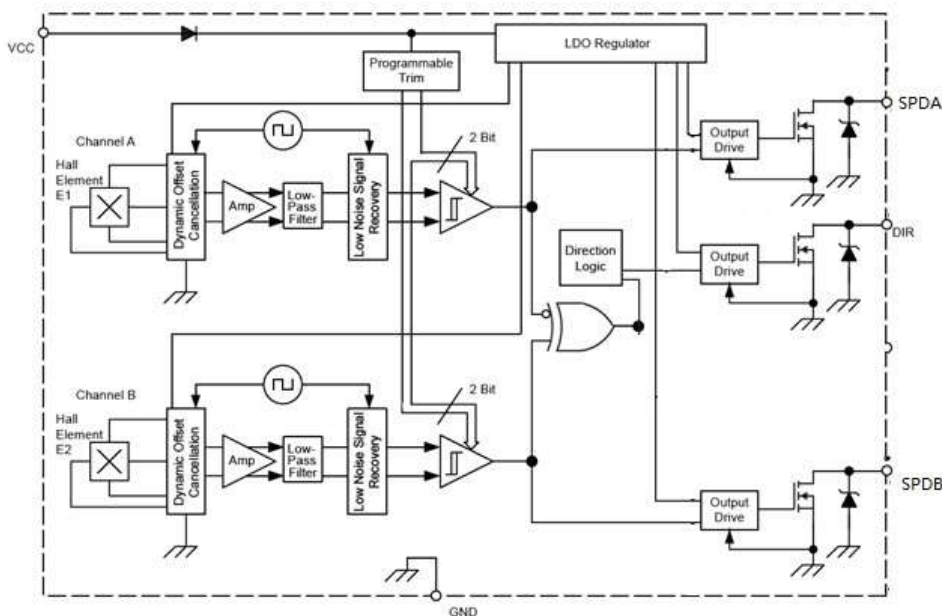 VCC
LDO Regulator
Programmable
Trim
SPDA
Channel A
2 Bit
Output
Drive
Hall
Element
E1
Dynamic Offset
Cancellation
Amp
Low-
Pass
Filter
Low Noise Signal
Recovery
DIR
Direction
Logic
Output
Drive
Channel B
2 Bit
Hall
Element
E2
Dynamic Offset
Cancellation
Amp
Low-
Pass
Filter
Low Noise Signal
Recovery
SPDB
Output
Drive
GND